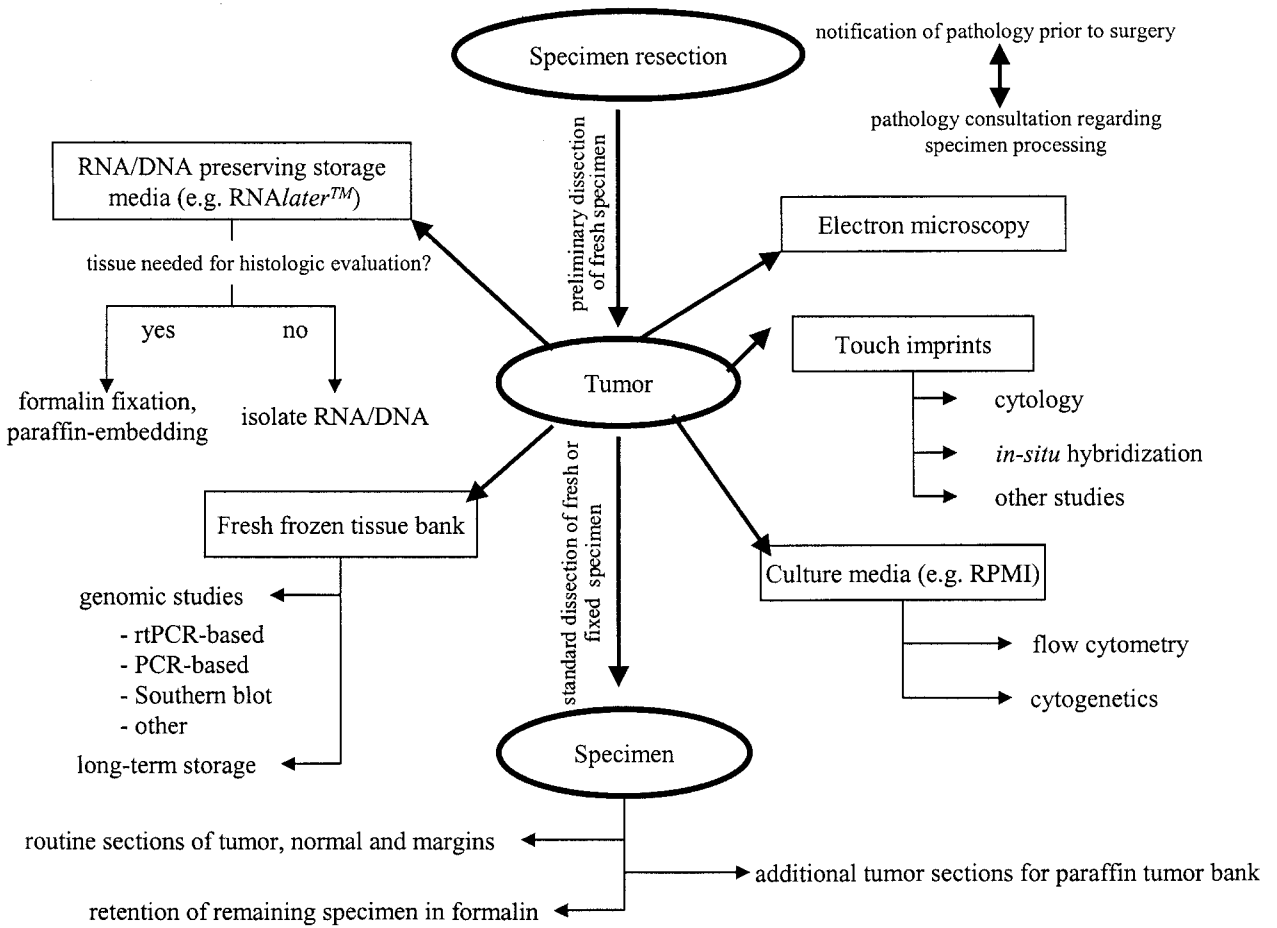 Specimen resection
notification of pathology prior to surgery
pathology consultation regarding
specimen processing
preliminary dissection
of fresh specimen
RNA/DNA preserving storage
media (e.g. RNAlater™)
tissue needed for histologic evaluation?
yes
no
formalin fixation,
paraffin-embedding
isolate RNA/DNA
Electron microscopy
Tumor
Touch imprints
cytology
in-situ hybridization
other studies
Fresh frozen tissue bank
genomic studies
- rtPCR-based
- PCR-based
- Southern blot
- other
long-term storage
standard dissection of fresh or
fixed specimen
Culture media (e.g. RPMI)
flow cytometry
cytogenetics
Specimen
routine sections of tumor, normal and margins
additional tumor sections for paraffin tumor bank
retention of remaining specimen in formalin